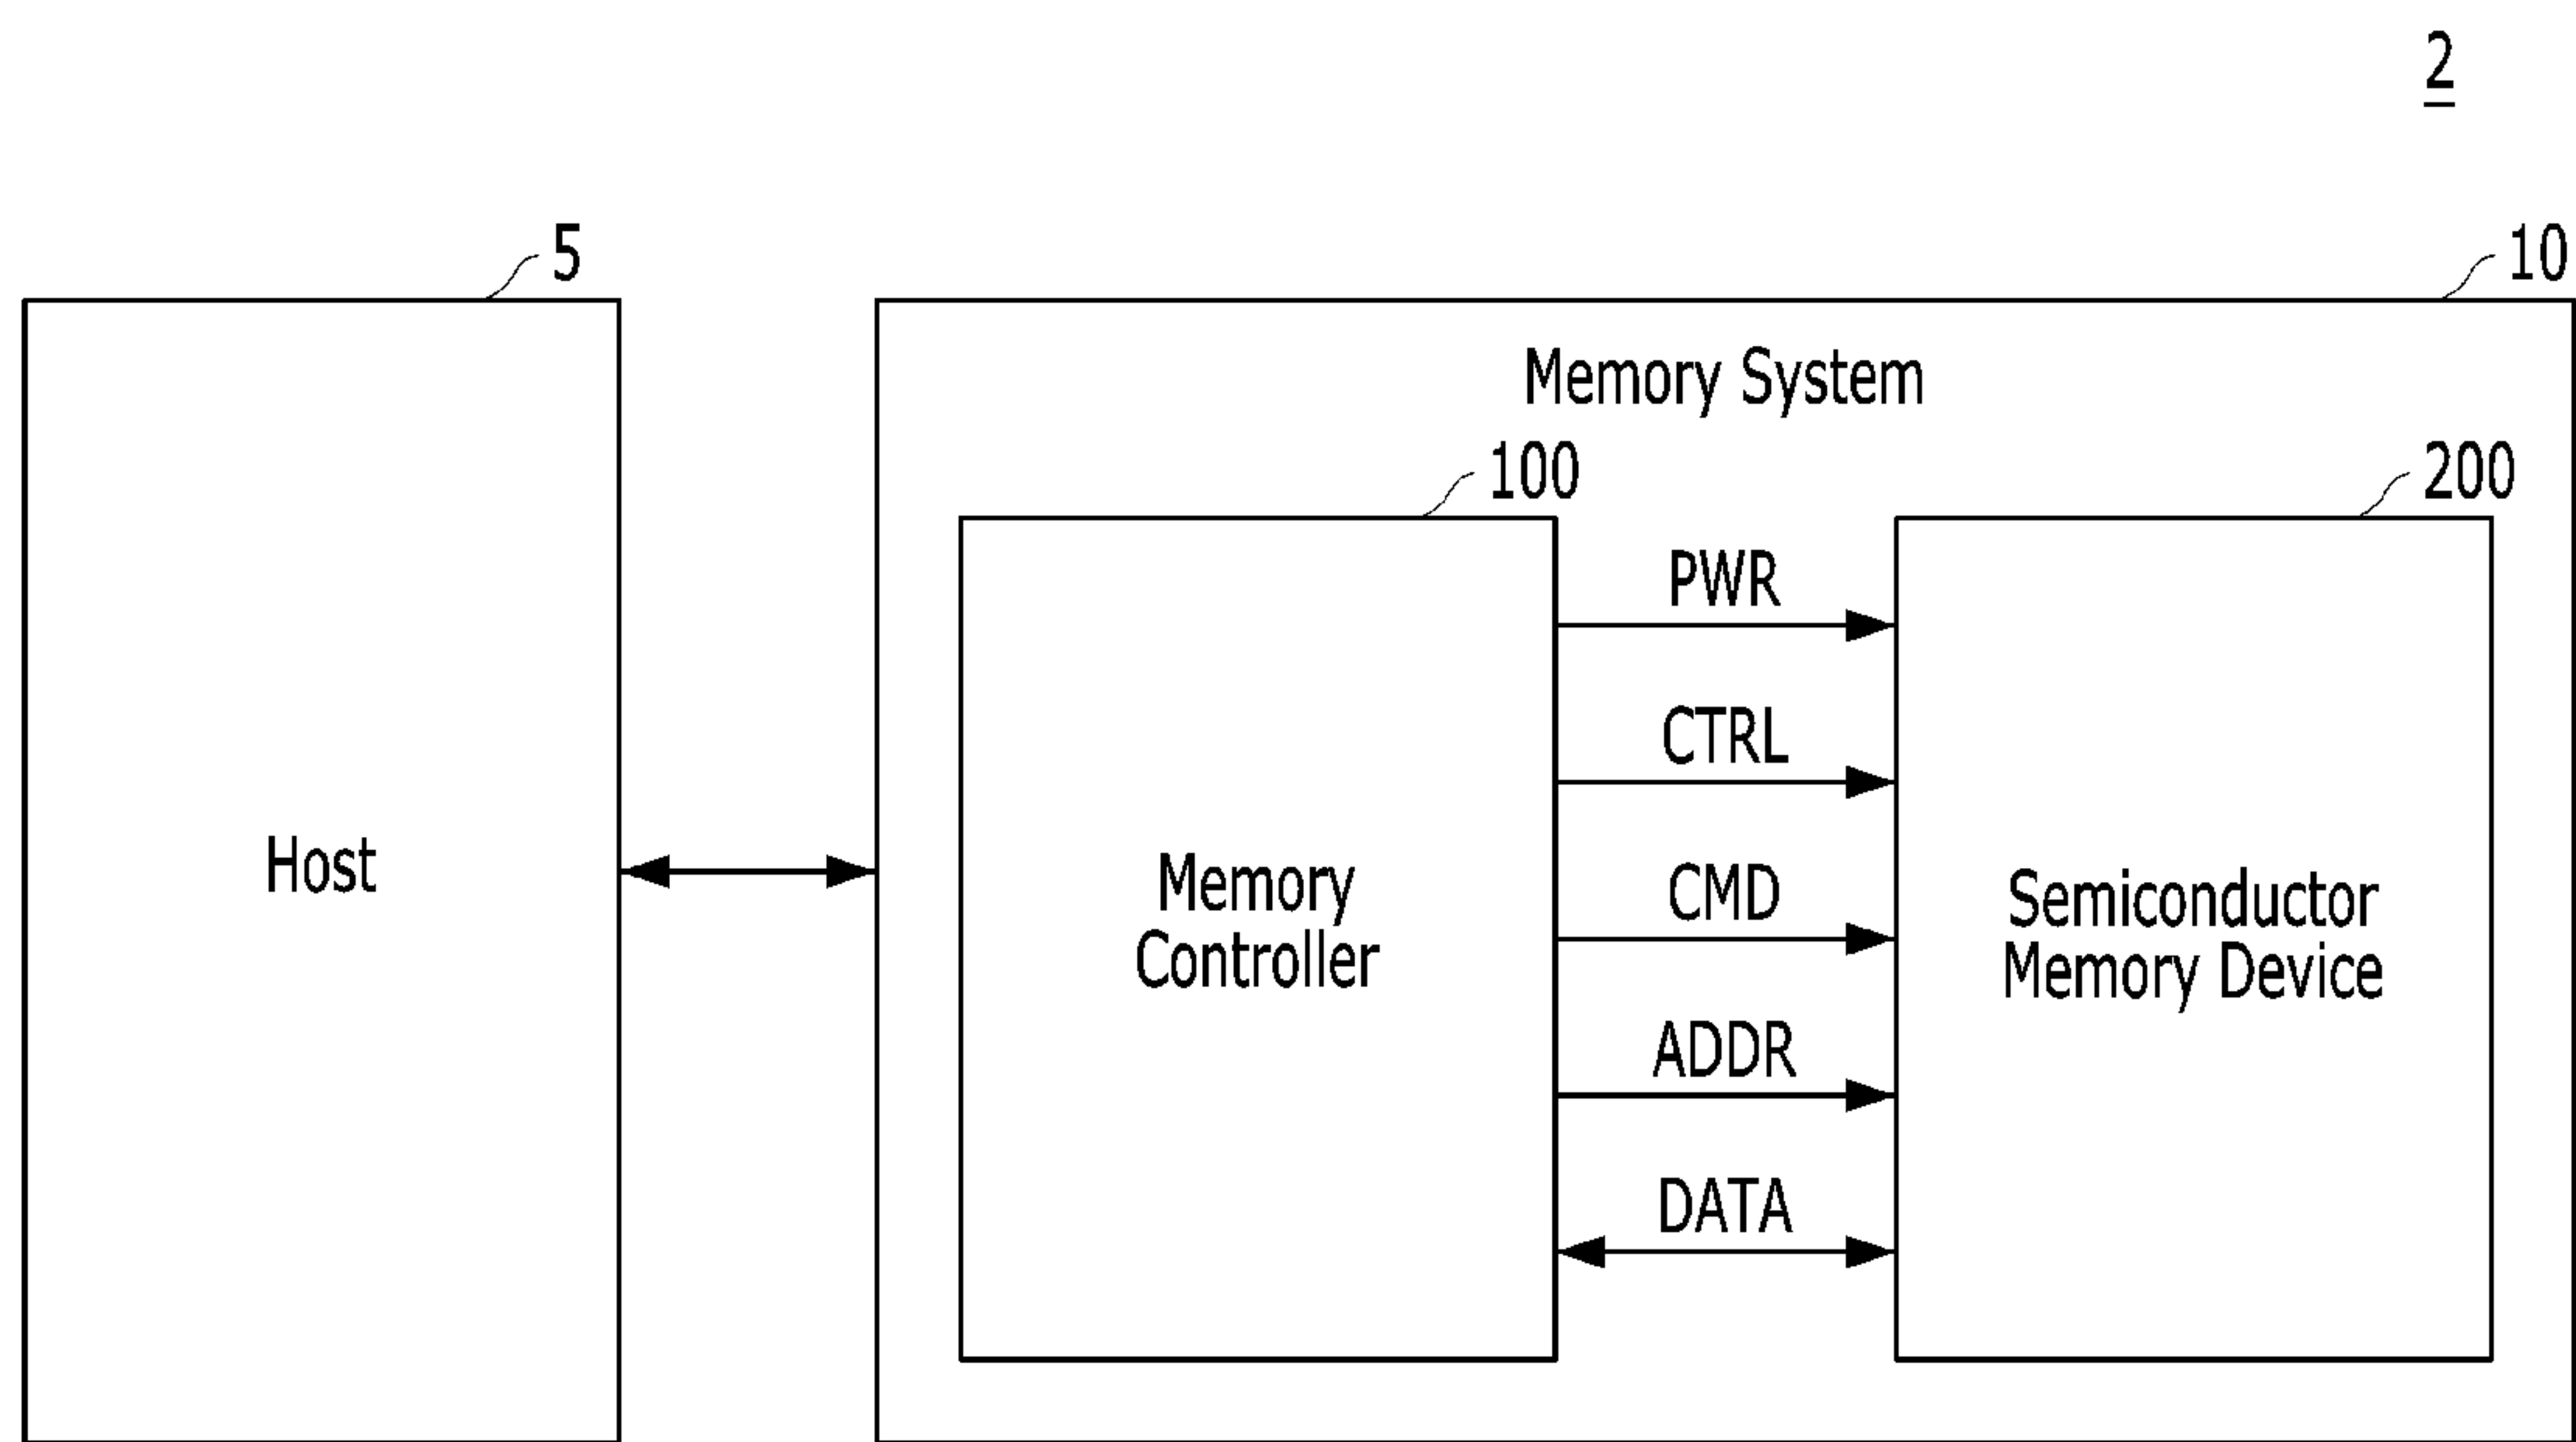 2
5
10
Memory System
100
200
PWR
CTRL
Host
CMD
Memory
Controller
Semiconductor
Memory Device
ADDR
DATA